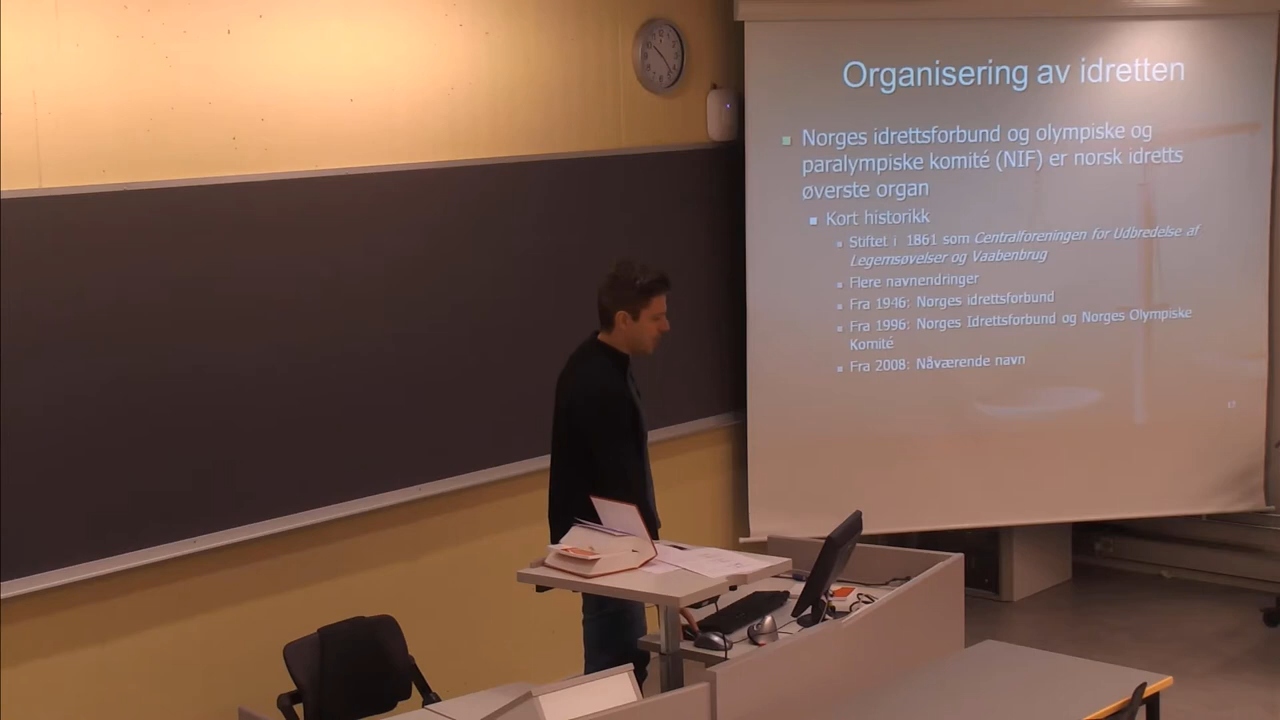 Organisering av idretten
Norges idrettsforbund og olympiske og
paralympiske komité (NIF) er norsk idretts
øverste organ
Kort historikk
Stiftet i 1861 som Centralforeningen for Udbredelse af
Legemsøvelser og Vaabenbrug
Flere navnendringer
Fra 1946: Norges idrettsforbund
Fra 1996: Norges Idrettsforbund og Norges Olympiske
Komité
Fra 2008: Nåværende navn